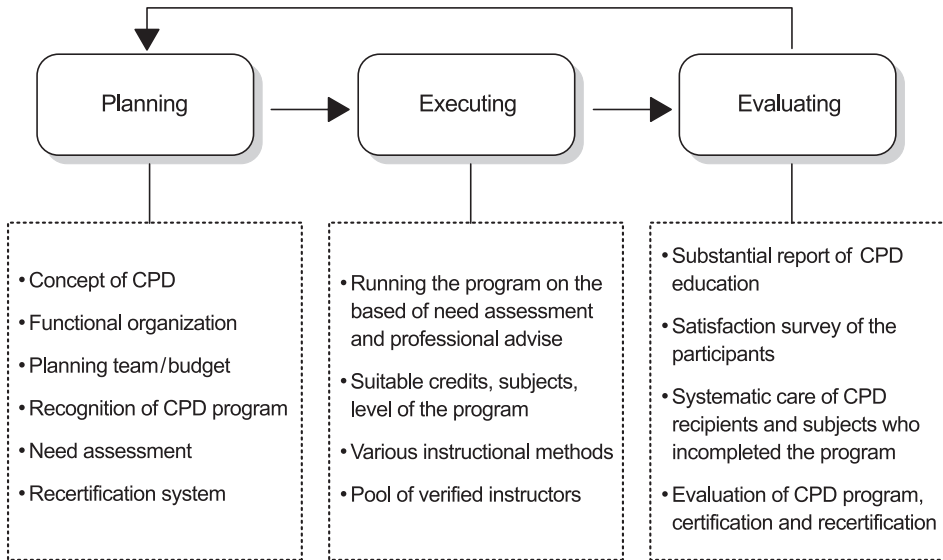 Planning
Executing
Evaluating
•Concept of CPD
•Functional organization
•Planning team/budget
•Recognition of CPD program
•Need assessment
•Recertification system
•Running the program on the
based of need assessment
and professional advise
•Suitable credits, subjects,
level of the program
•Various instructional methods
•Pool of verified instructors
•Substantial report of CPD
education
•Satisfaction survey of the
participants
•Systematic care of CPD
recipients and subjects who
incompleted the program
•Evaluation of CPD program,
certification and recertification